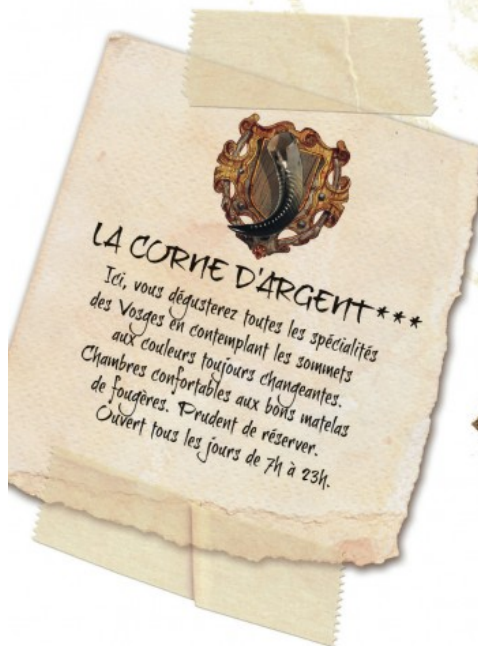 LA CORNE D'ARGENT***
Ici, vous dégusterez toutes les spécialités
des Vosges en contemplant les sommets
aux couleurs toujours changeantes.
Chambres confortables aux bons matelas
de fougères. Prudent de réserver.
Ouvert tous les jours de 7h à 23h.